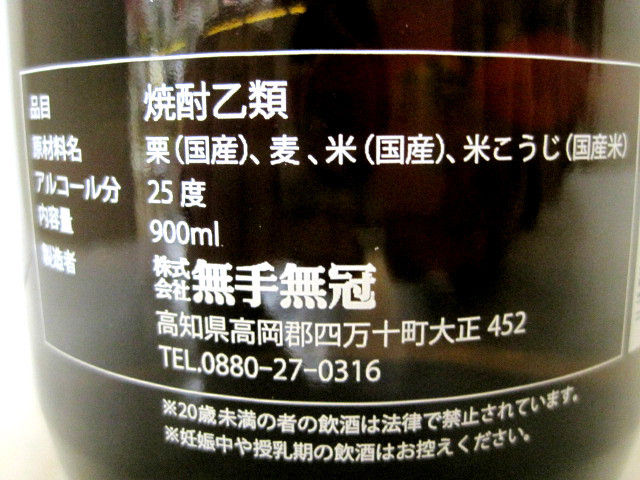 品目 焼酎乙類
原材料名 栗(国産)、麦、米(国産)、米こうじ(国産米)
アルコール分 25度
内容量 900ml
製造者 株式会社無手無冠
高知県高岡郡四万十町大正452
TEL.0880-27-0316
※20歳未満の者の飲酒は法律で禁止されています。
※妊娠中や授乳期の飲酒はお控えください。